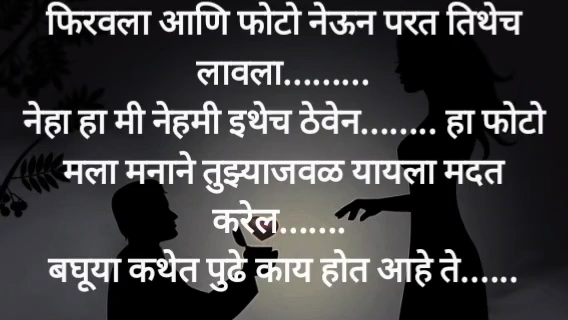 फिरवला आणि फोटो नेऊन परत तिथेच
लावला.........
नेहा हा मी नेहमी इथेच ठेवेन........ हा फोटो
मला मनाने तुझ्याजवळ यायला मदत
करेल.......
बघूया कथेत पुढे काय होत आहे ते......